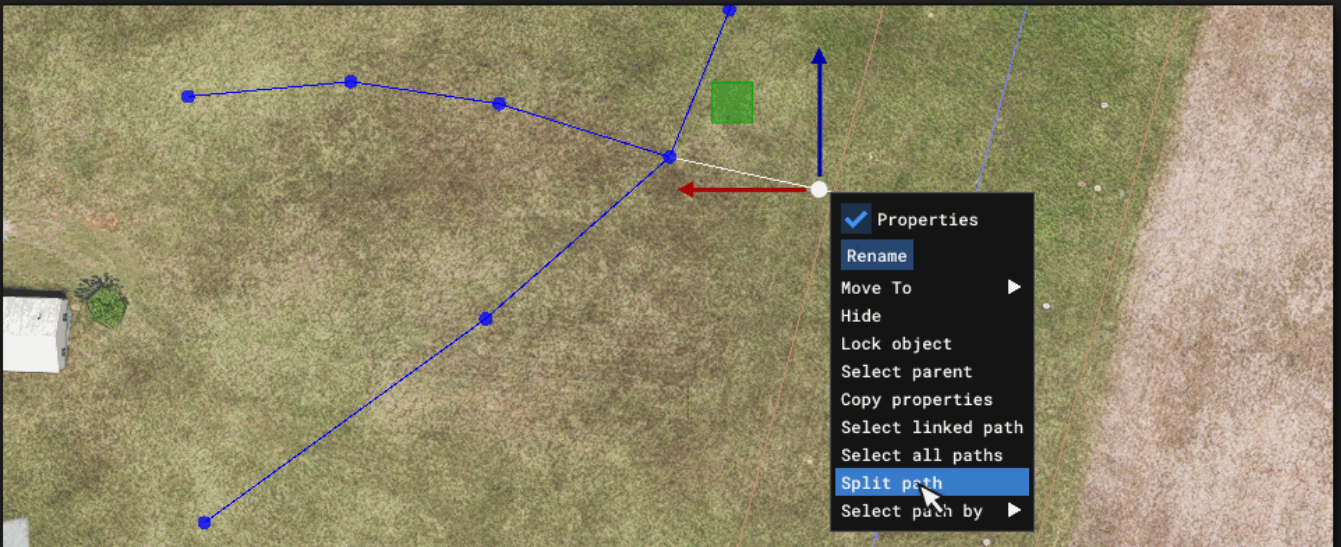 Properties
Rename
Move To
Hide
Lock object
Select parent
Copy properties
Select linked path
Select all paths
Split path
Select path by